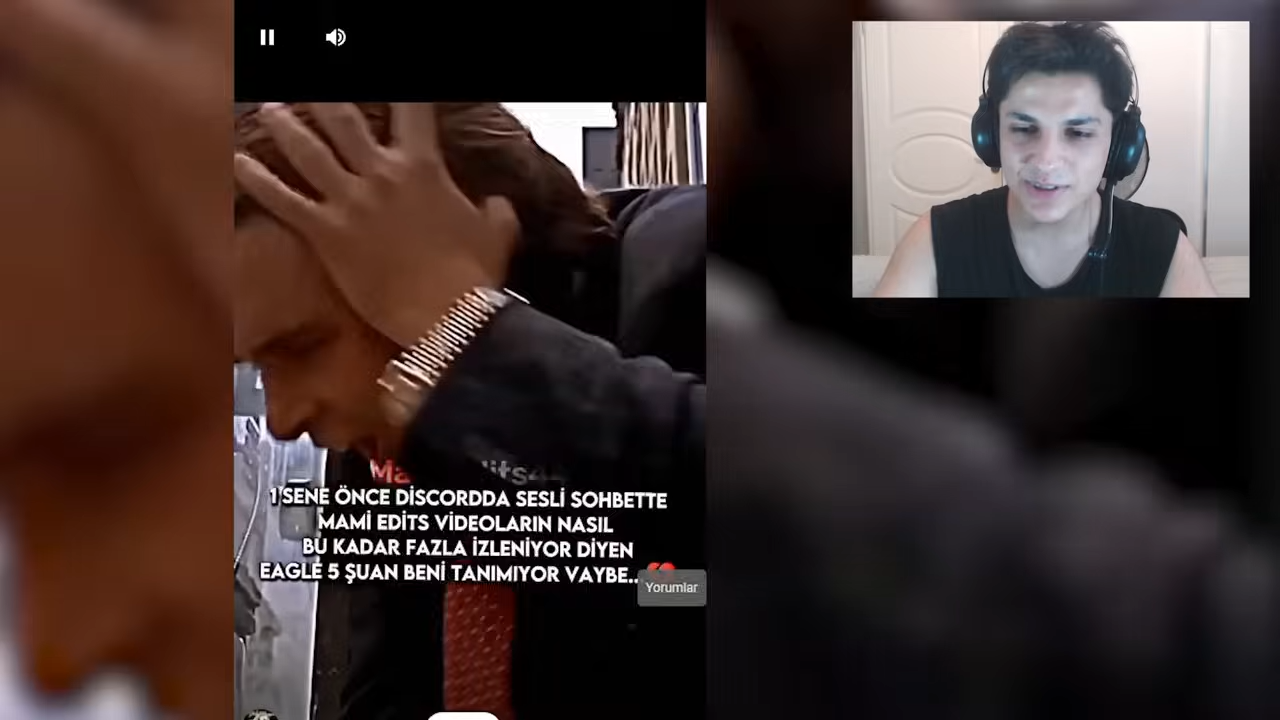 1 SENE ÖNCE DİSCORDDA SESLİ SOHBETTE
MAMİ EDİTS VİDEOLARIN NASIL
BU KADAR FAZLA İZLENİYOR DİYEN
EAGLE 5 ŞUAN BENİ TANIMIYOR VAYBE..
Yorumlar